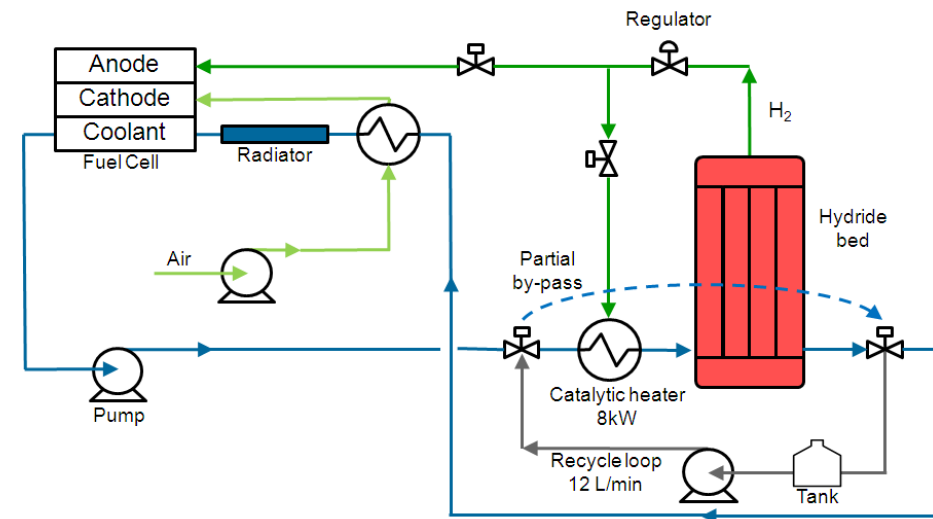 Regulator
Anode
Cathode
Coolant
Fuel Cell
Radiator
H2
Hydride
bed
Air
Partial
by-pass
Pump
Catalytic heater
8kW
Recycle loop
12 L/min
Tank